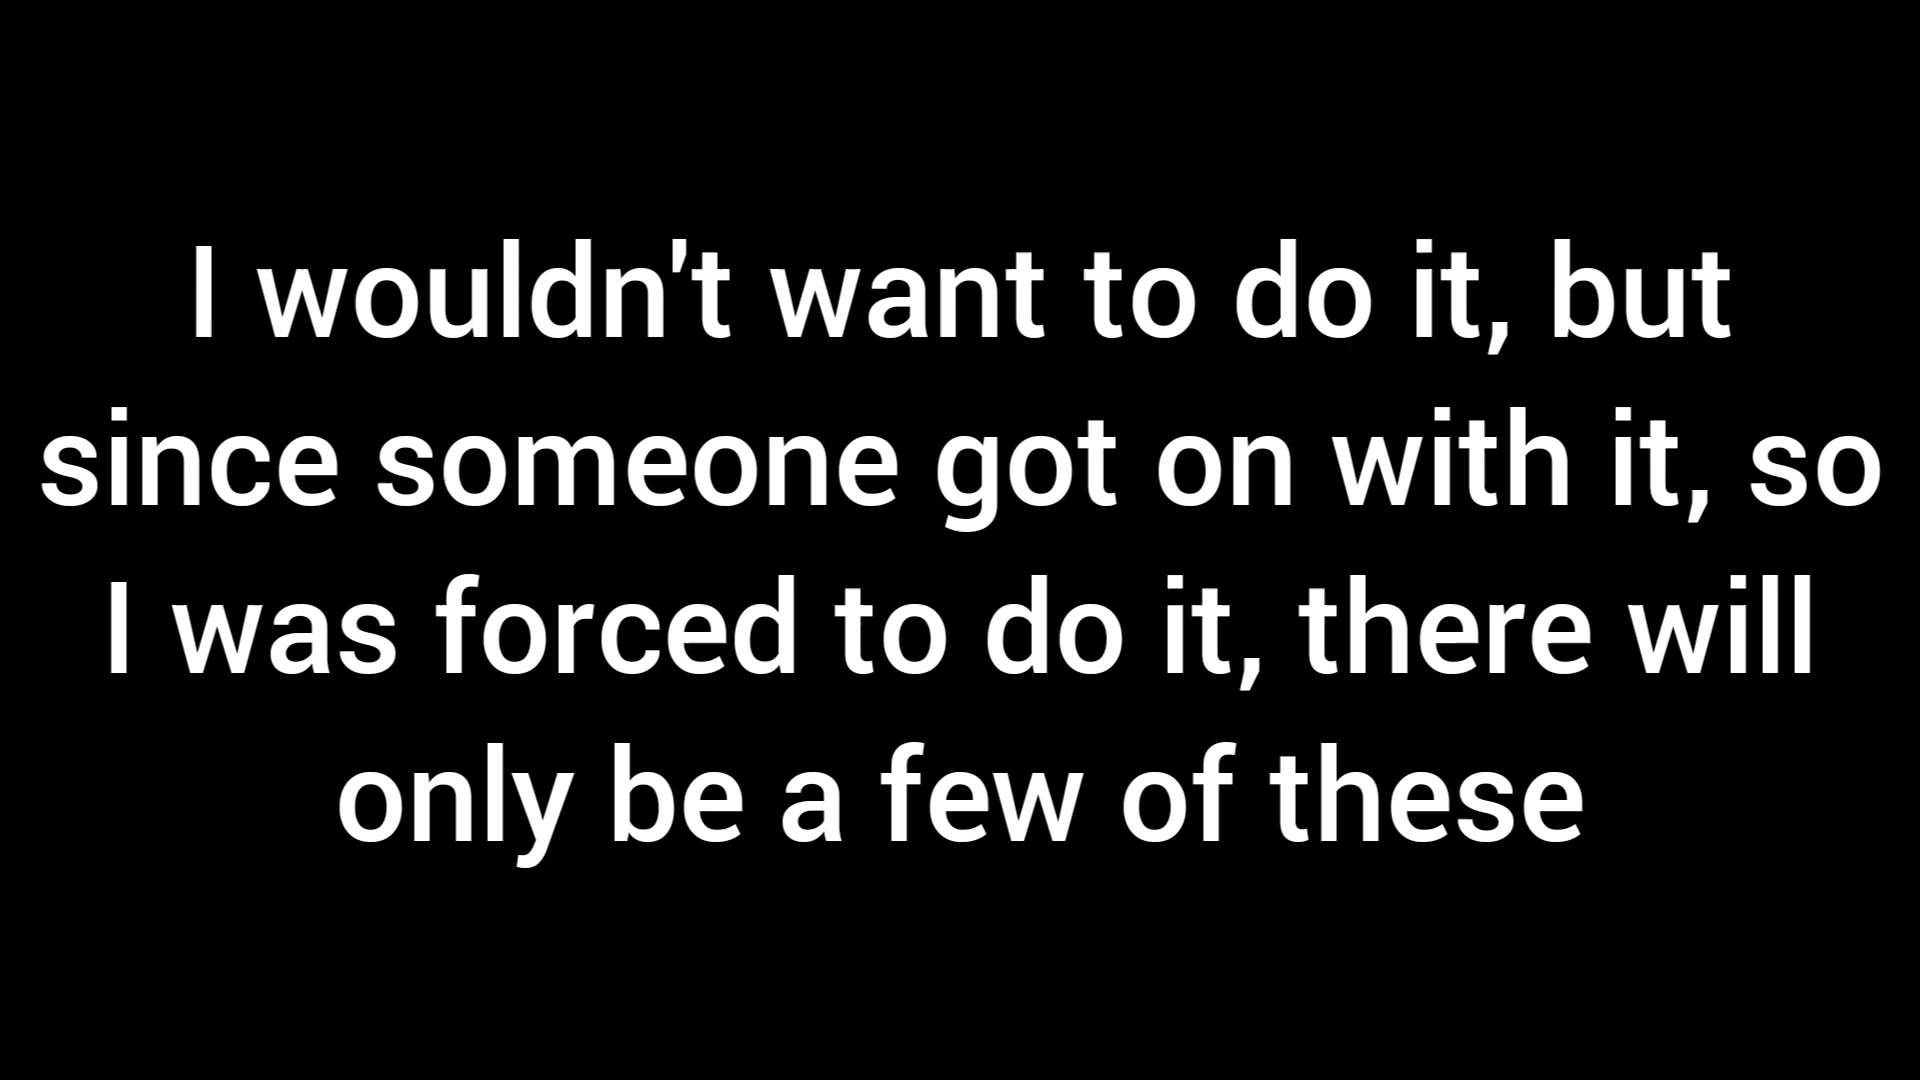 I wouldn't want to do it, but
since someone got on with it, so
I was forced to do it, there will
only be a few of these